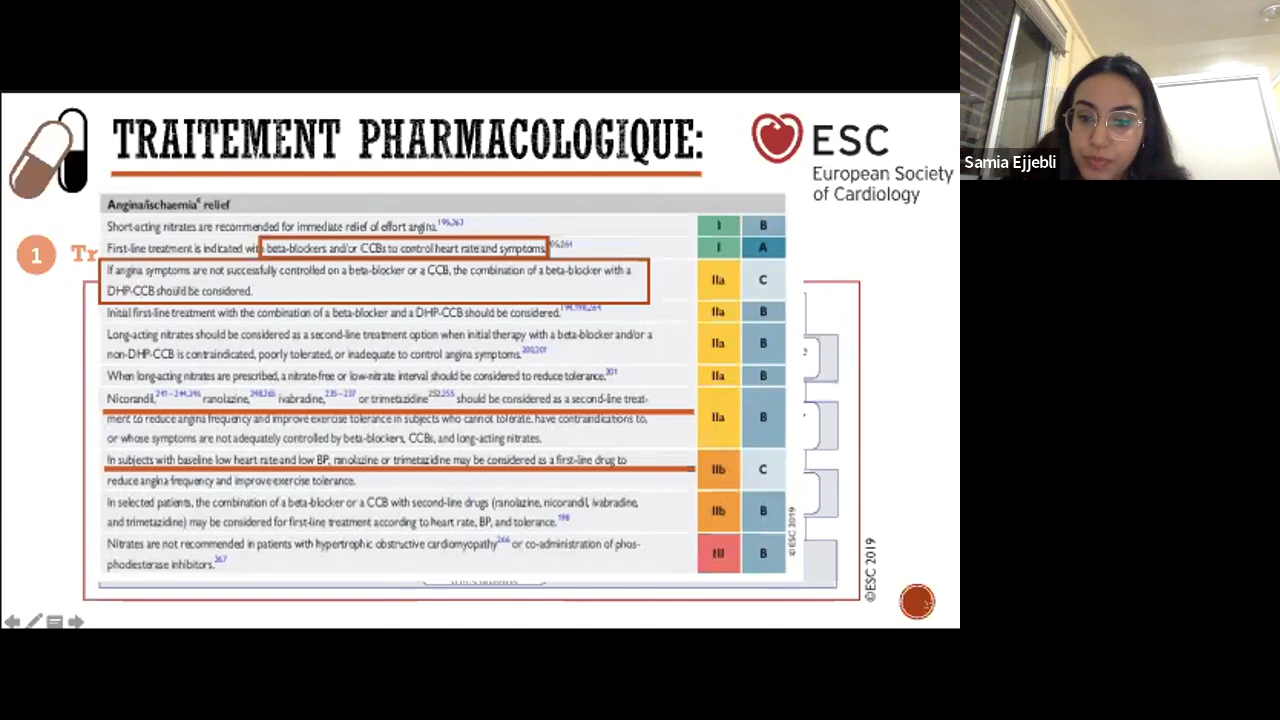 TRAITEMENT PHARMACOLOGIQUE:
ESC
European Society
of Cardiology
Samia Ejjebli
1
Tr
Angina/ischaemia relief
Short-acting nitrates are recommended for immediate relief of effort angina.196,263
I B
First-line treatment is indicated with beta-blockers and/or CCBs to control heart rate and symptoms.
I A
If angina symptoms are not successfully controlled on a beta-blocker or a CCB, the combination of a beta-blocker with a
DHP-CCB should be considered.
IIa C
Initial first-line treatment with the combination of a beta-blocker and a DHP-CCB should be considered.
IIa B
Long-acting nitrates should be considered as a second-line treatment option when initial therapy with a beta-blocker and/or a
non-DHP-CCB is contraindicated, poorly tolerated, or inadequate to control angina symptoms.200,201
IIa B
When long-acting nitrates are prescribed, a nitrate-free or low-nitrate interval should be considered to reduce tolerance.201
IIa B
Nicorandil, ranolazine, ivabradine, or trimetazidine should be considered as a second-line treat-
ment to reduce angina frequency and improve exercise tolerance in subjects who cannot tolerate, have contraindications to,
or whose symptoms are not adequately controlled by beta-blockers, CCBs, and long-acting nitrates.
IIa B
In subjects with baseline low heart rate and low BP, ranolazine or trimetazidine may be considered as a first-line drug to
reduce angina frequency and improve exercise tolerance.
IIb C
In selected patients, the combination of a beta-blocker or a CCB with second-line drugs (ranolazine, nicorandil, ivabradine,
and trimetazidine) may be considered for first-line treatment according to heart rate, BP, and tolerance.198
IIb B
Nitrates are not recommended in patients with hypertrophic obstructive cardiomyopathy266 or co-administration of phos-
phodiesterase inhibitors.267
III B
©ESC 2019
©ESC 2019